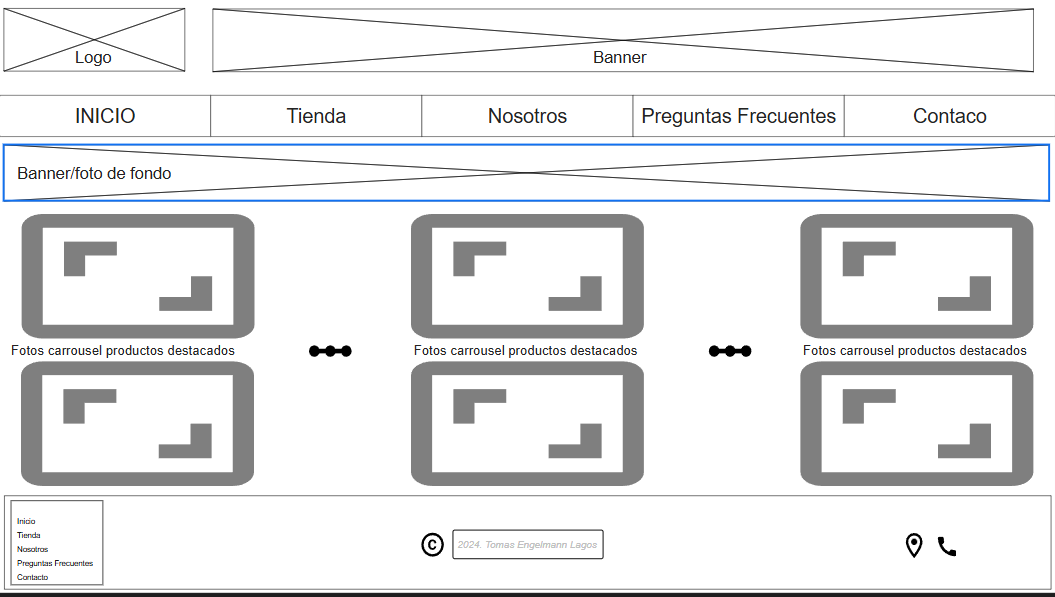 Logo
Banner
INICIO
Tienda
Nosotros
Preguntas Frecuentes
Contaco
Banner/foto de fondo
Fotos carrousel productos destacados
Fotos carrousel productos destacados
Fotos carrousel productos destacados
Inicio
Tienda
Nosotros
Preguntas Frecuentes
Contacto
©
2024. Tomas Engelmann Lagos